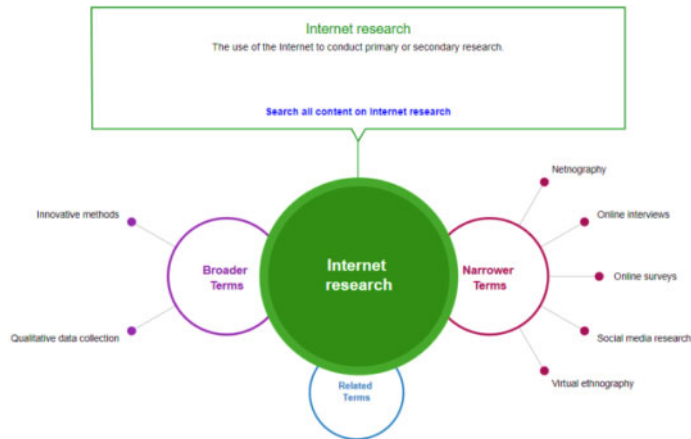 Internet research
The use of the Internet to conduct primary or secondary research.
Search all content on Internet research
Netnography
Innovative methods
Online interviews
Broader
Terms
Internet
research
Narrower
Terms
Online surveys
Qualitative data collection
Social media research
Virtual ethnography
Related
Terms